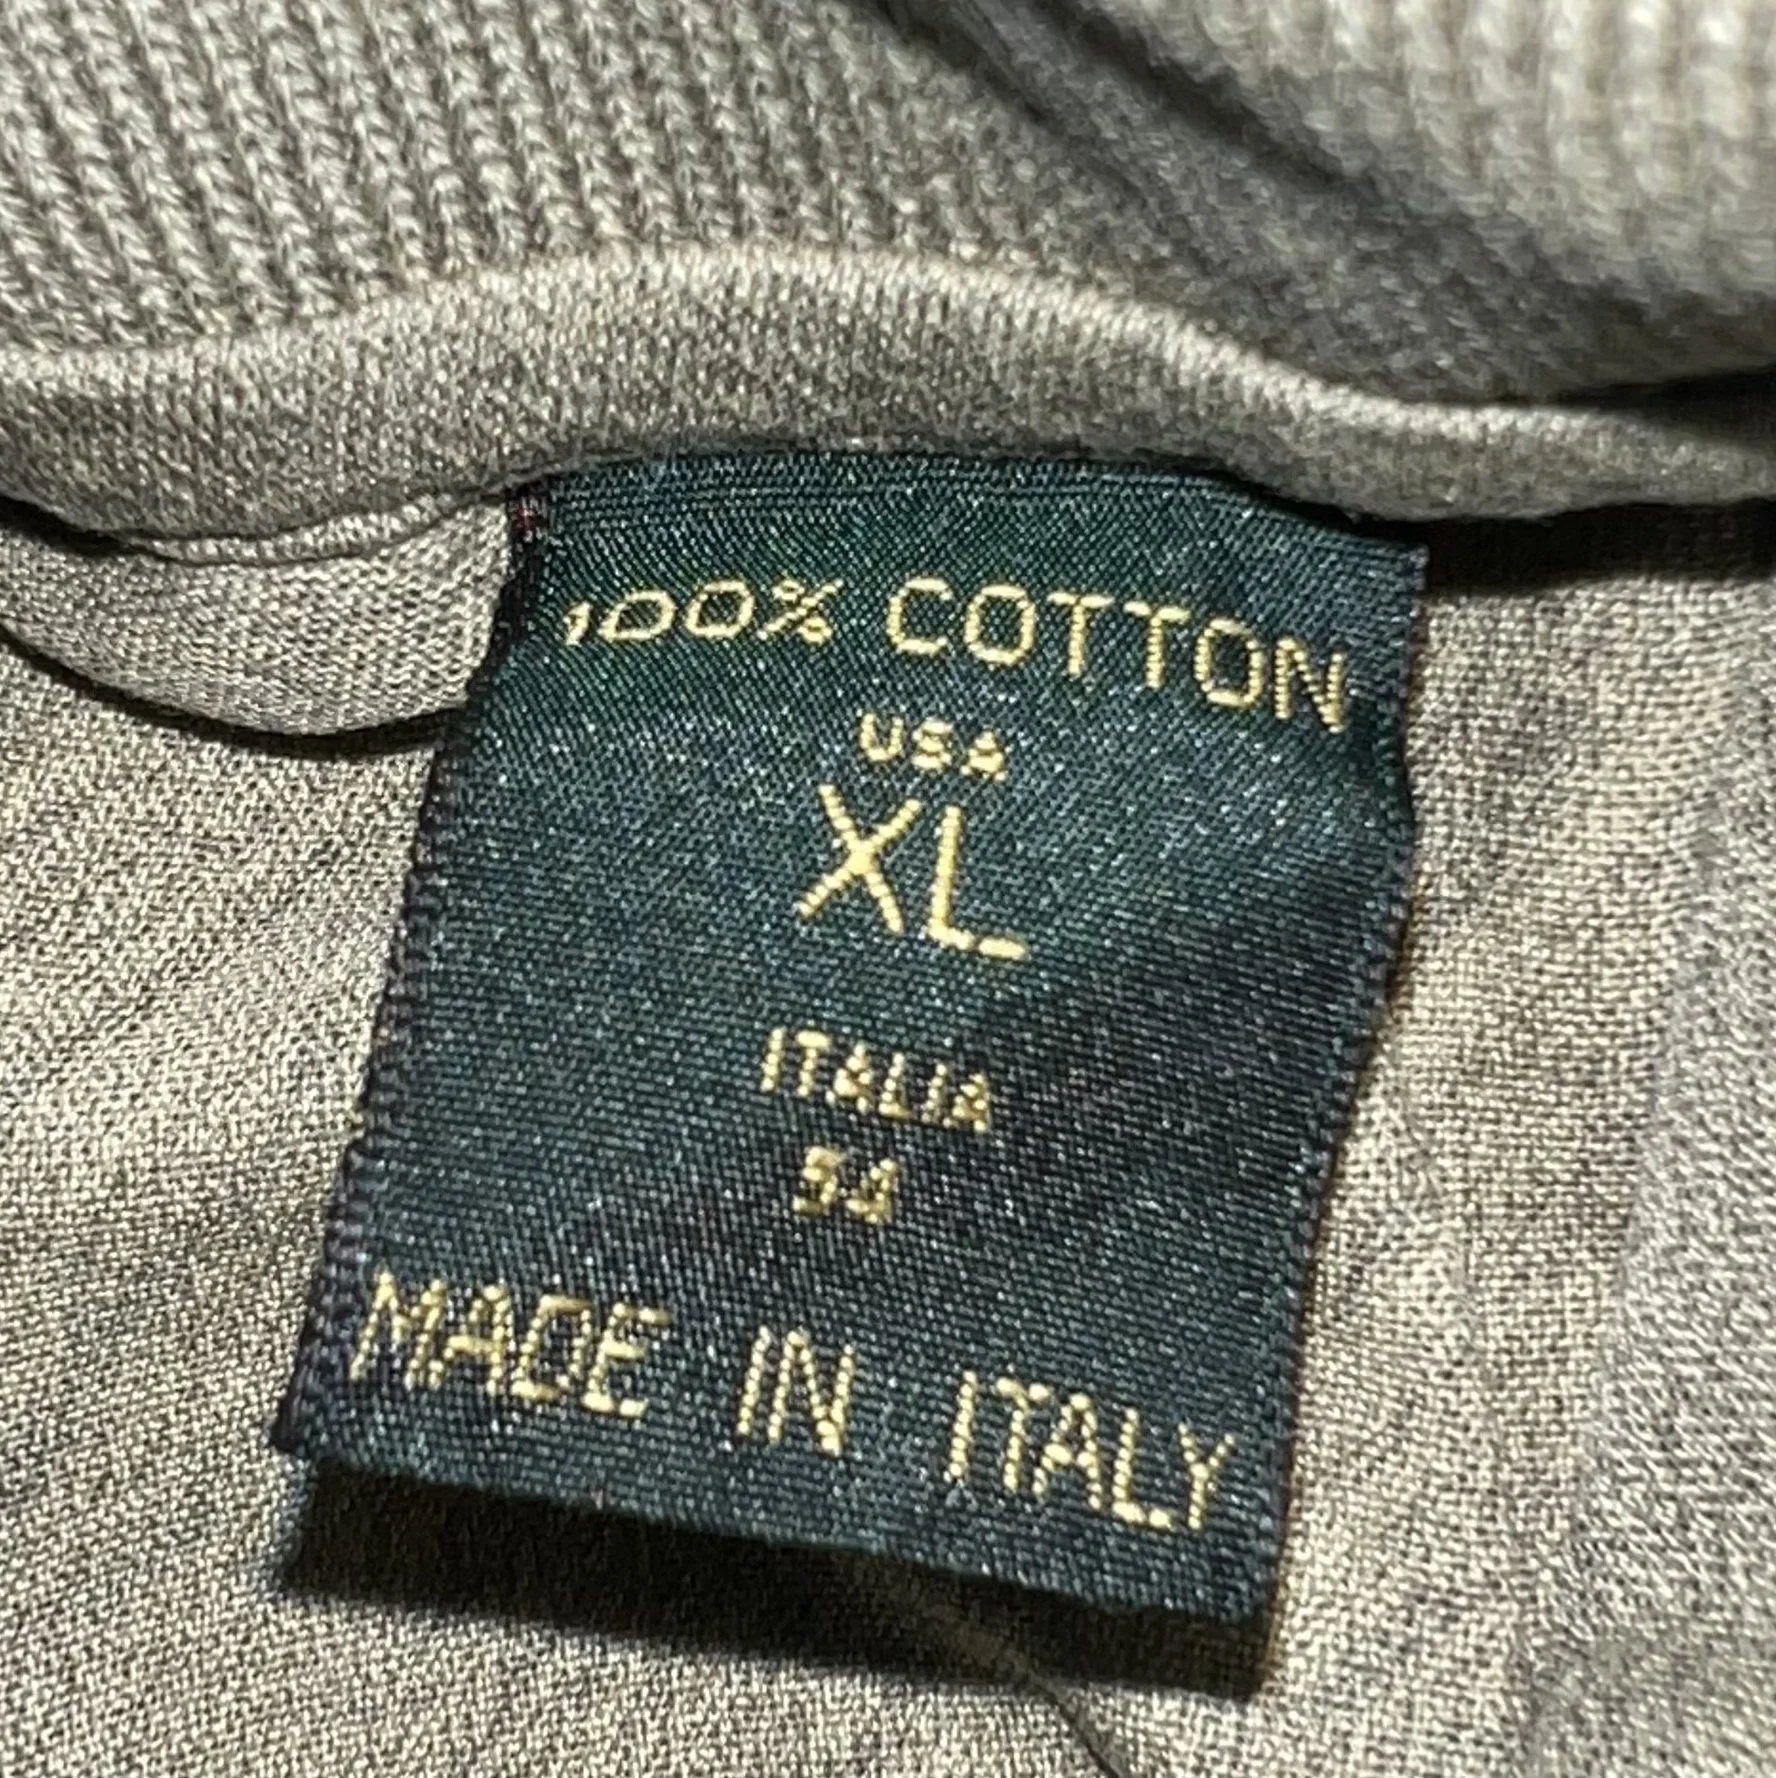 100% COTTON
USA
XL
ITALIA
54
MADE IN ITALY